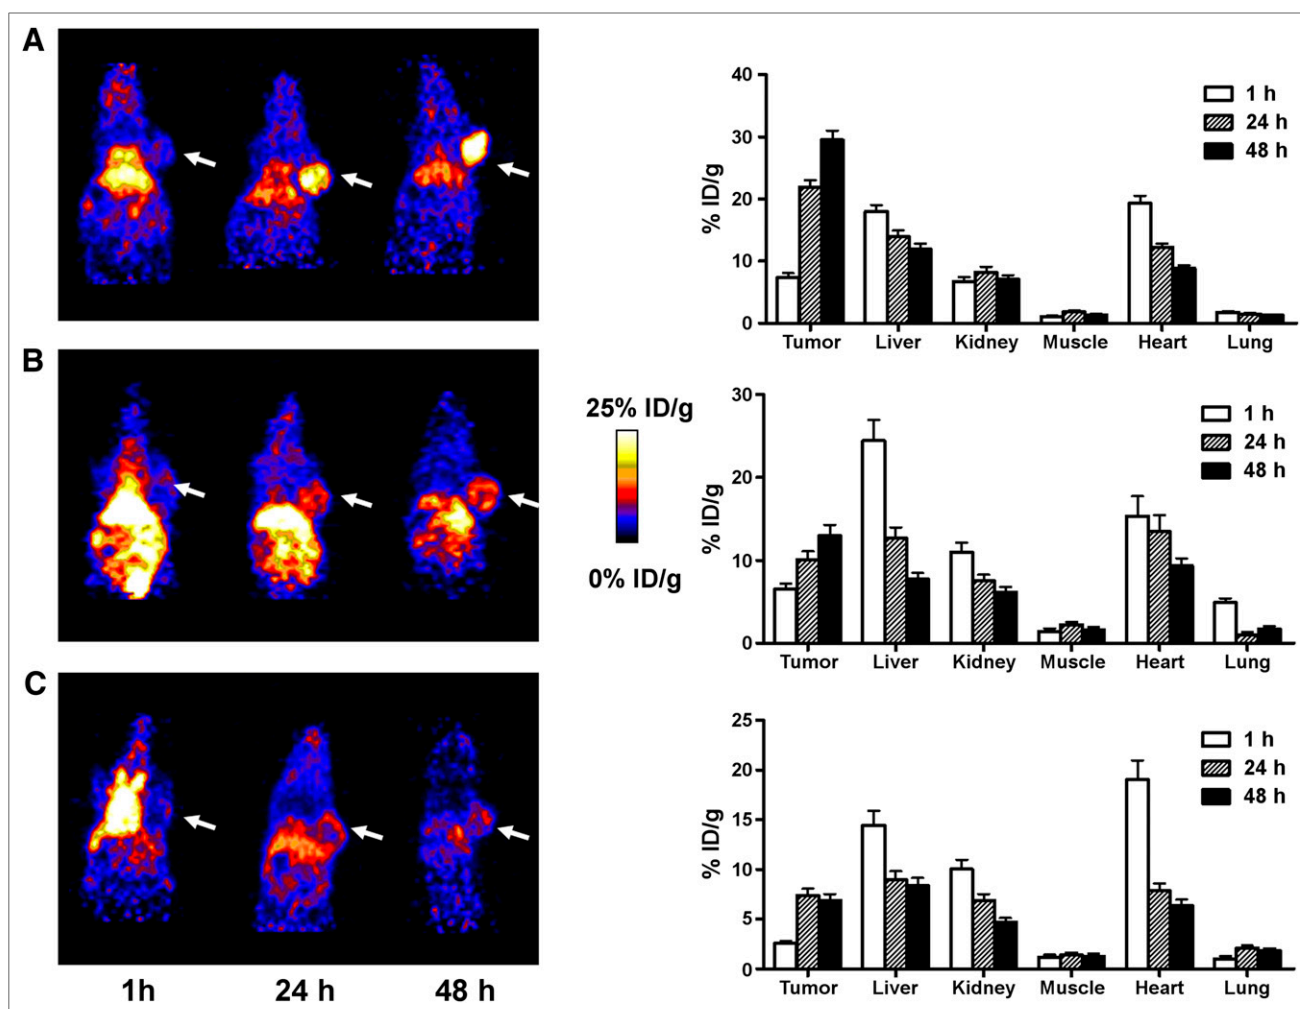 A
40
30
20
10
0
% ID/g
1 h
24 h
48 h
Tumor Liver Kidney Muscle Heart Lung
B
25% ID/g
0% ID/g
30
20
10
0
% ID/g
1 h
24 h
48 h
Tumor Liver Kidney Muscle Heart Lung
C
1h 24 h 48 h
25
20
15
10
5
0
% ID/g
1 h
24 h
48 h
Tumor Liver Kidney Muscle Heart Lung